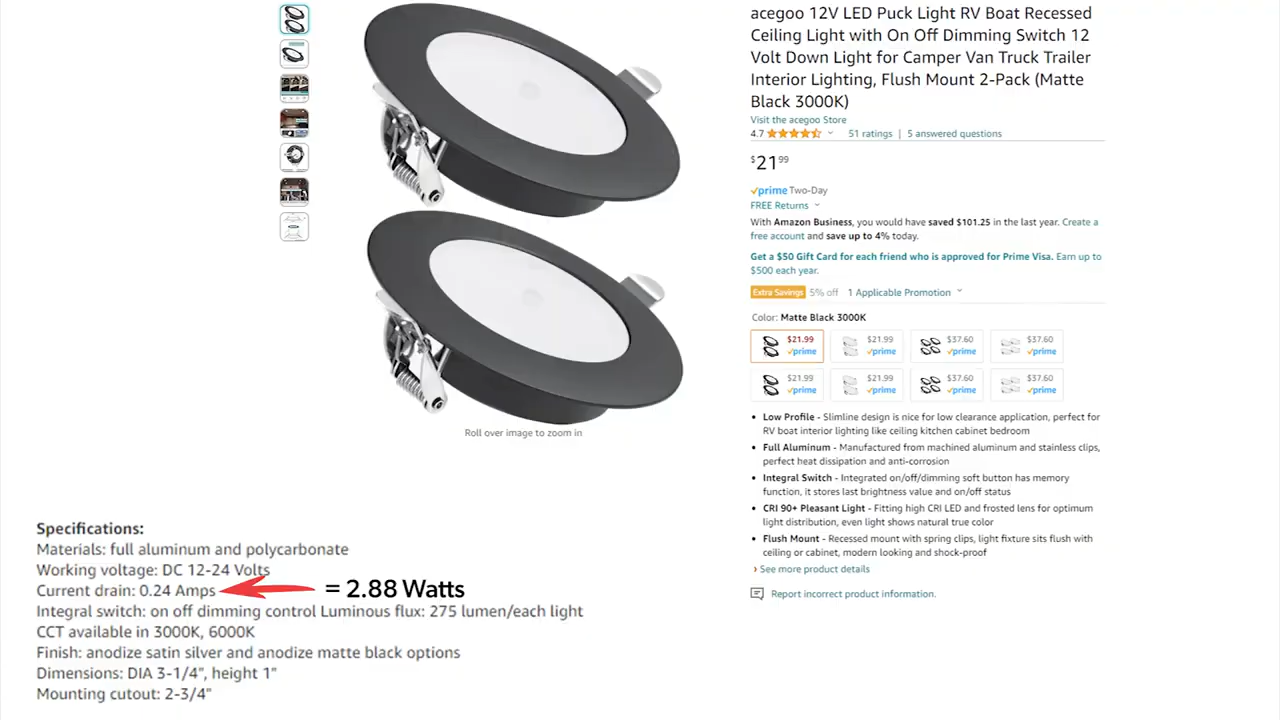 acegoo 12V LED Puck Light RV Boat Recessed
Ceiling Light with On Off Dimming Switch 12
Volt Down Light for Camper Van Truck Trailer
Interior Lighting, Flush Mount 2-Pack (Matte
Black 3000K)
Visit the acegoo Store
4.7 51 ratings | 5 answered questions
$21 99
prime Two-Day
FREE Returns
With Amazon Business, you would have saved $101.25 in the last year. Create a
free account and save up to 4% today.
Get a $50 Gift Card for each friend who is approved for Prime Visa. Earn up to
$500 each year.
Extra Savings 5% off 1 Applicable Promotion
Color: Matte Black 3000K
$21.99 $21.99 $37.60 $37.60
prime prime prime prime
$21.99 $21.99 $37.60 $37.60
prime prime prime prime
• Low Profile - Slimline design is nice for low clearance application, perfect for
RV boat interior lighting like ceiling kitchen cabinet bedroom
• Full Aluminum - Manufactured from machined aluminum and stainless clips,
perfect heat dissipation and anti-corrosion
• Integral Switch - Integrated on/off/dimming soft button has memory
function, it stores last brightness value and on/off status
• CRI 90+ Pleasant Light - Fitting high CRI LED and frosted lens for optimum
light distribution, even light shows natural true color
• Flush Mount - Recessed mount with spring clips, light fixture sits flush with
ceiling or cabinet, modern looking and shock-proof
› See more product details
Report incorrect product information.
Roll over image to zoom in
Specifications:
Materials: full aluminum and polycarbonate
Working voltage: DC 12-24 Volts
Current drain: 0.24 Amps = 2.88 Watts
Integral switch: on off dimming control Luminous flux: 275 lumen/each light
CCT available in 3000K, 6000K
Finish: anodize satin silver and anodize matte black options
Dimensions: DIA 3-1/4", height 1"
Mounting cutout: 2-3/4"